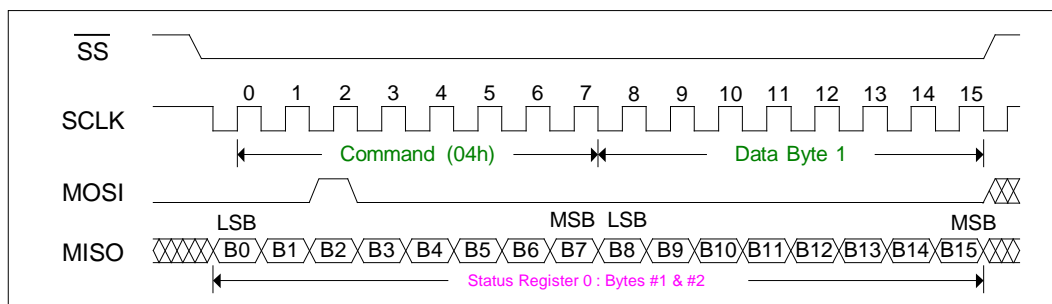 SS
0 1 2 3 4 5 6 7 8 9 10 11 12 13 14 15
SCLK
Command (04h) Data Byte 1
MOSI
LSB MSB LSB MSB
MISO B0 B1 B2 B3 B4 B5 B6 B7 B8 B9 B10 B11 B12 B13 B14 B15
Status Register 0 : Bytes #1 & #2